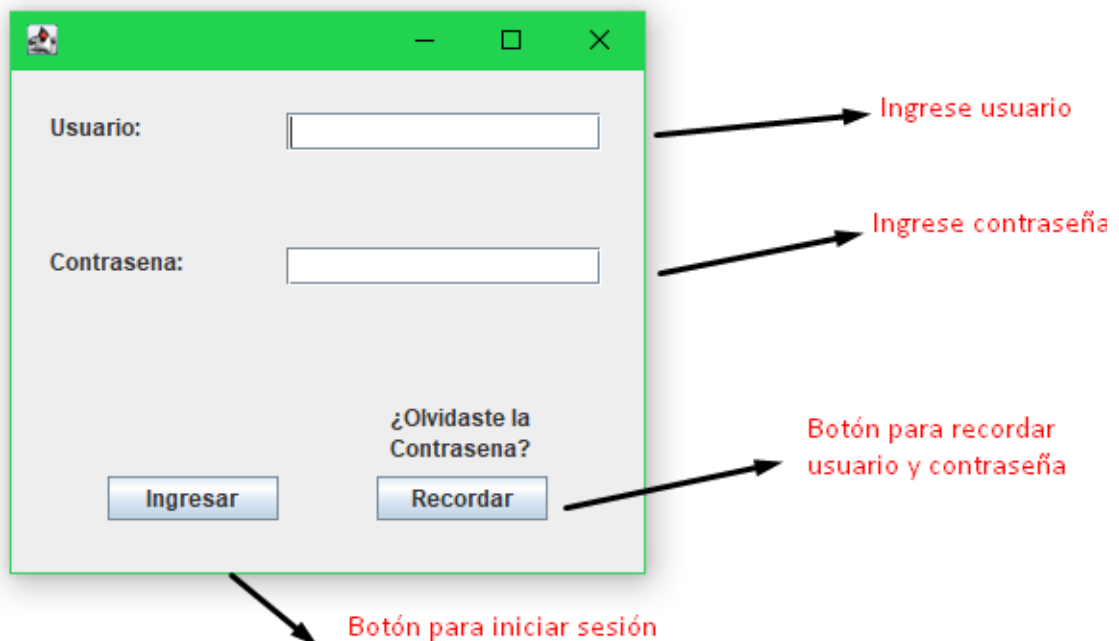 Usuario:
Ingrese usuario
Contrasena:
Ingrese contraseña
¿Olvidaste la
Contrasena?
Ingresar
Recordar
Botón para recordar
usuario y contraseña
Botón para iniciar sesión